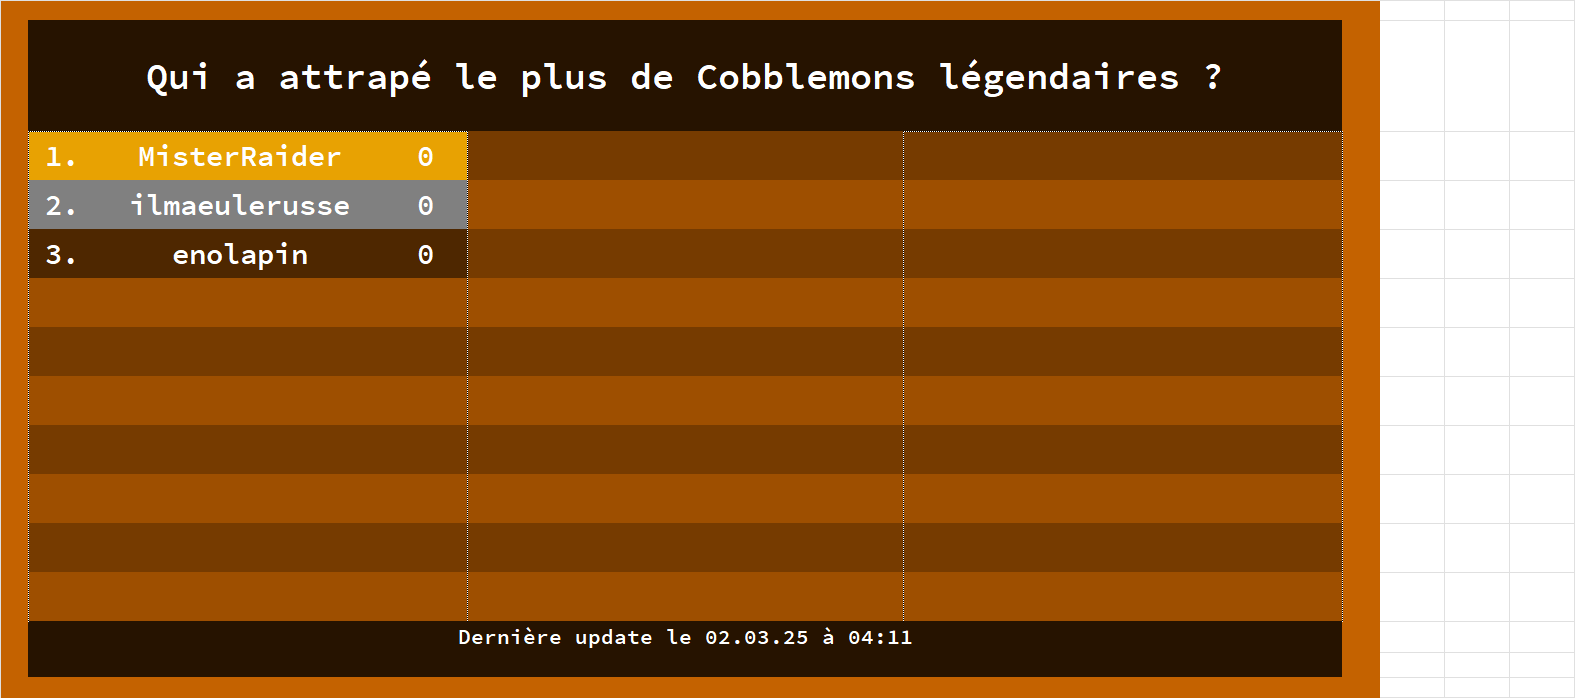 Qui a attrapé le plus de Cobblemons légendaires ?
1. MisterRaider 0
2. ilmaeulerusse 0
3. enolapin 0
Dernière update le 02.03.25 à 04:11